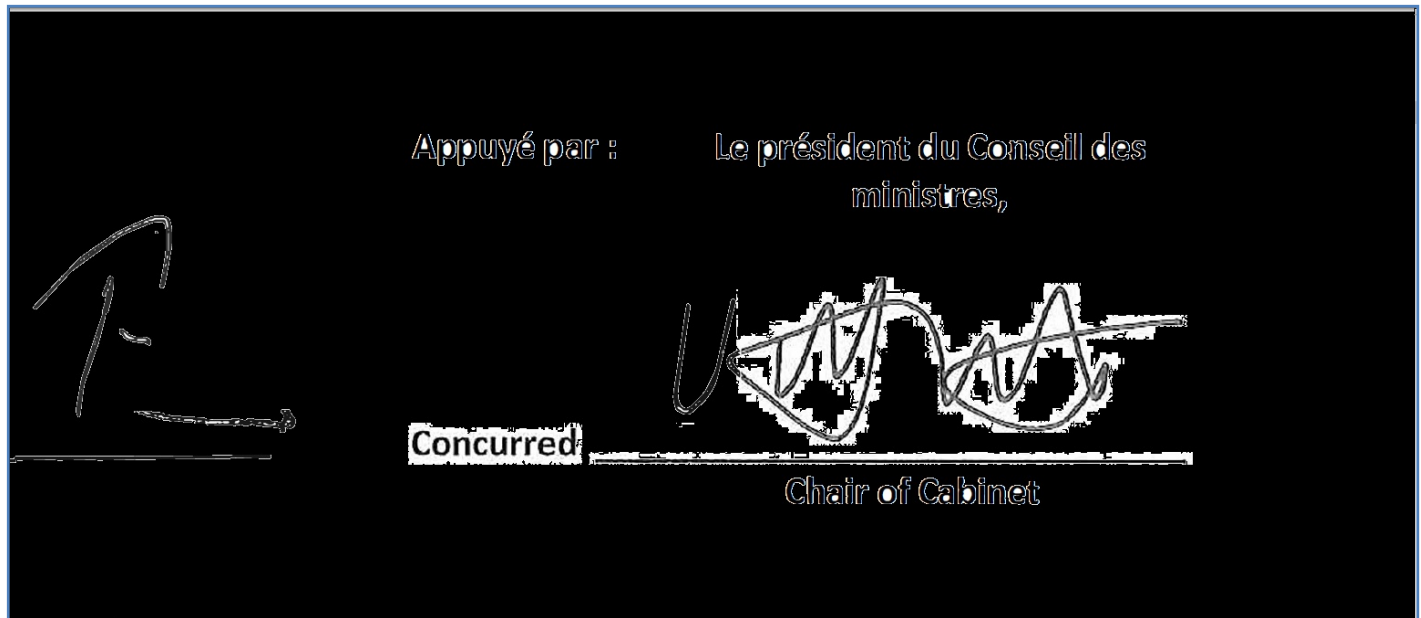 Appuyé par : Le président du Conseil des
ministres,
Concurred
Chair of Cabinet